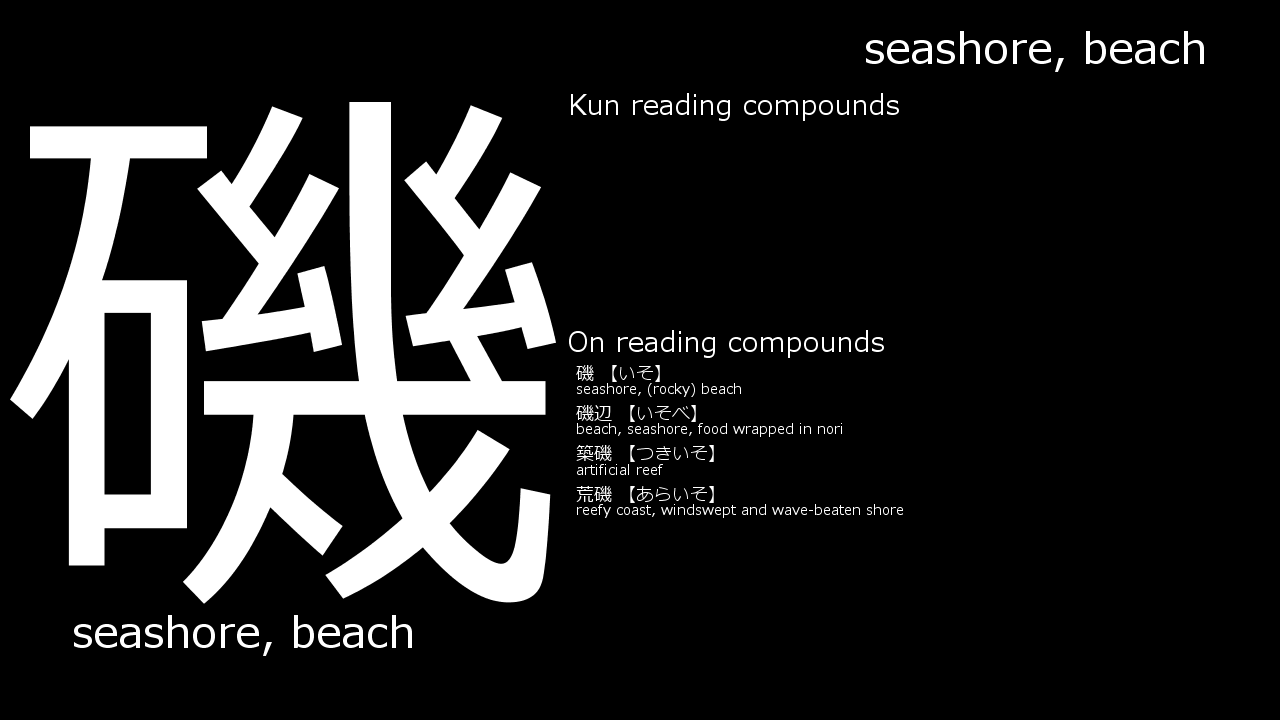 seashore, beach
磯
seashore, beach
Kun reading compounds
On reading compounds
磯 【いそ】
seashore, (rocky) beach
磯辺 【いそべ】
beach, seashore, food wrapped in nori
築磯 【つきいそ】
artificial reef
荒磯 【あらいそ】
reefy coast, windswept and wave-beaten shore